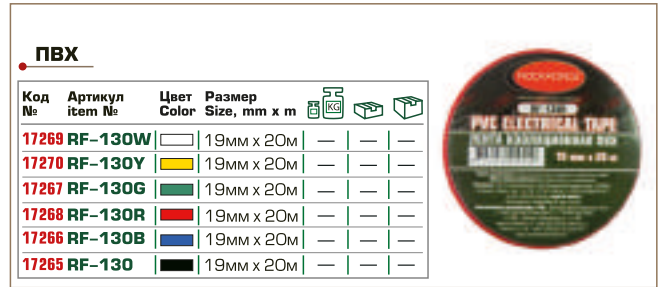 ПВХ
Код Артикул Цвет Размер
№ item № Color Size, mm x m KG
17269 RF-130W 19мм x 20м — — —
17270 RF-130Y 19мм x 20м — — —
17267 RF-130G 19мм x 20м — — —
17268 RF-130R 19мм x 20м — — —
17266 RF-130B 19мм x 20м — — —
17265 RF-130 19мм x 20м — — —
PVC ELECTRICAL TAPE